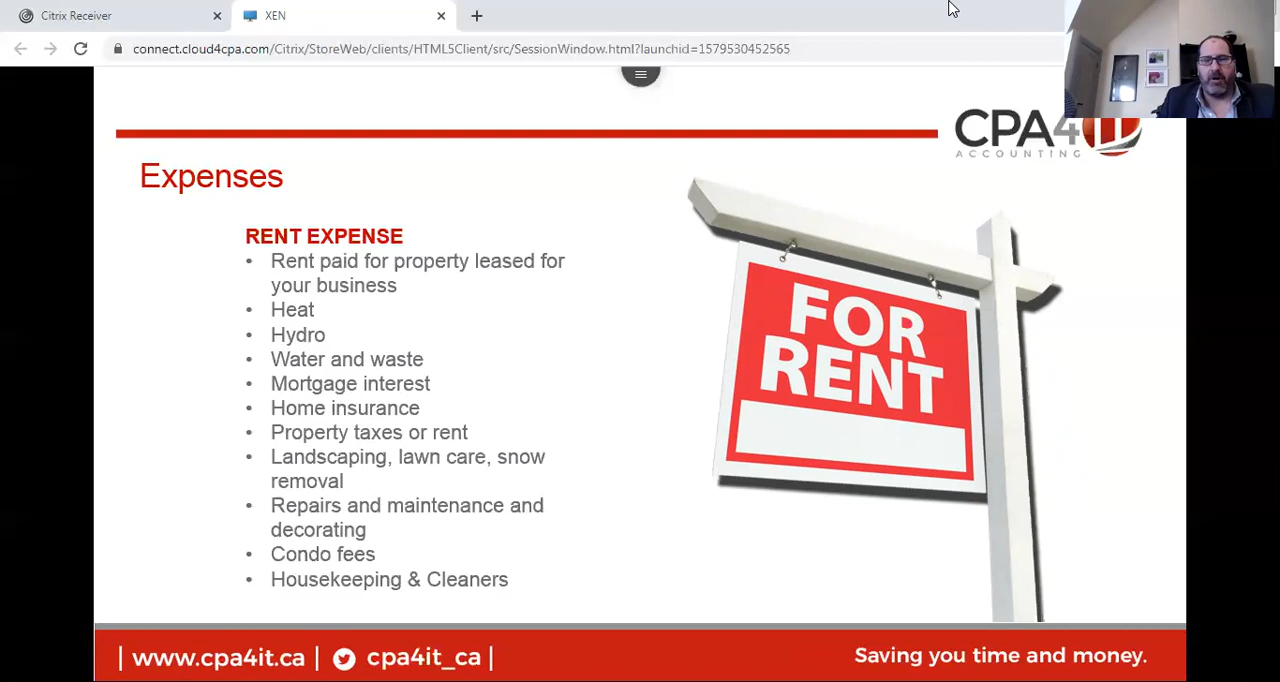 Citrix Receiver
XEN
connect.cloud4cpa.com/Citrix/StoreWeb/clients/HTML5Client/src/SessionWindow.html?launchid=1579530452565
CPA4it
ACCOUNTING
Expenses
RENT EXPENSE
• Rent paid for property leased for
your business
• Heat
• Hydro
• Water and waste
• Mortgage interest
• Home insurance
• Property taxes or rent
• Landscaping, lawn care, snow
removal
• Repairs and maintenance and
decorating
• Condo fees
• Housekeeping & Cleaners
FOR
RENT
| www.cpa4it.ca | cpa4it_ca |
Saving you time and money.